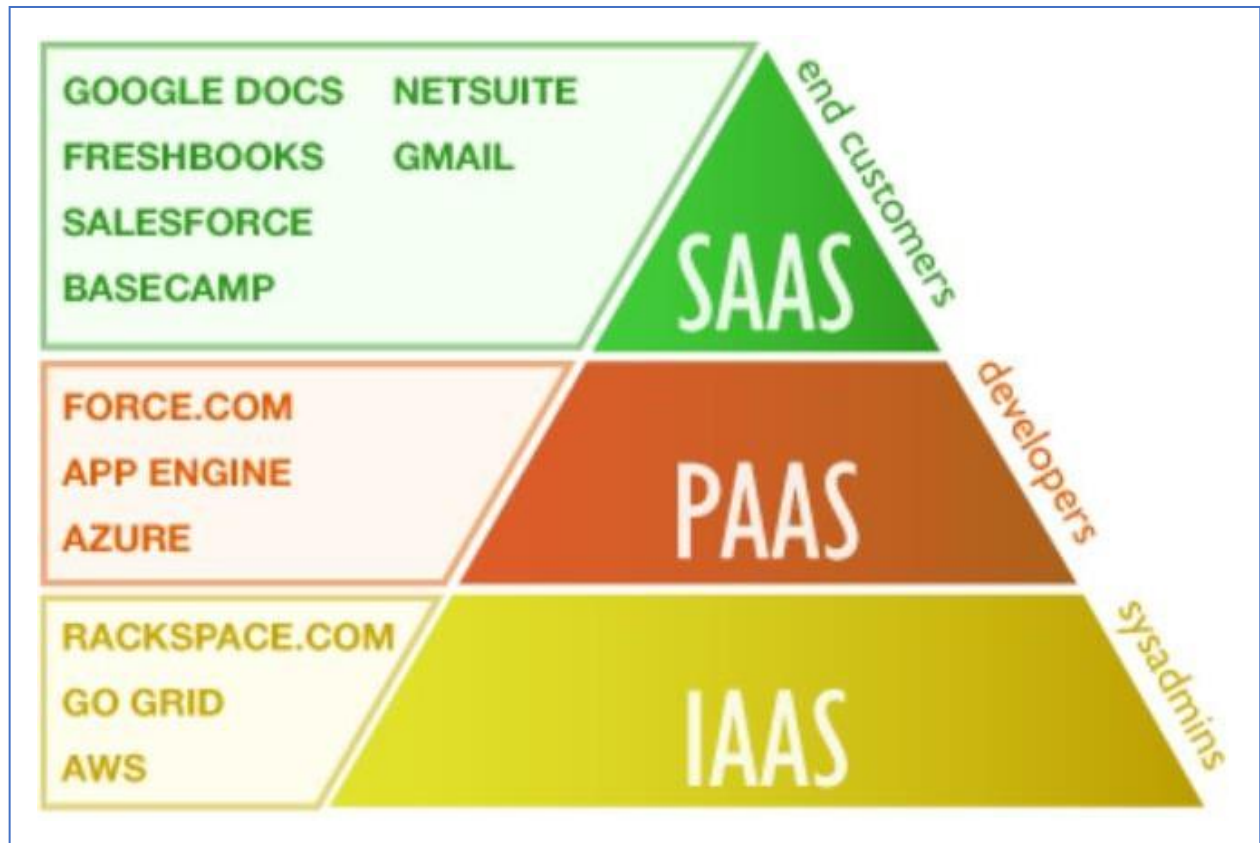 GOOGLE DOCS NETSUITE
FRESHBOOKS GMAIL
SALESFORCE
BASECAMP
SAAS
end customers
FORCE.COM
APP ENGINE
AZURE
PAAS
developers
RACKSPACE.COM
GO GRID
AWS
IAAS
sysadmins